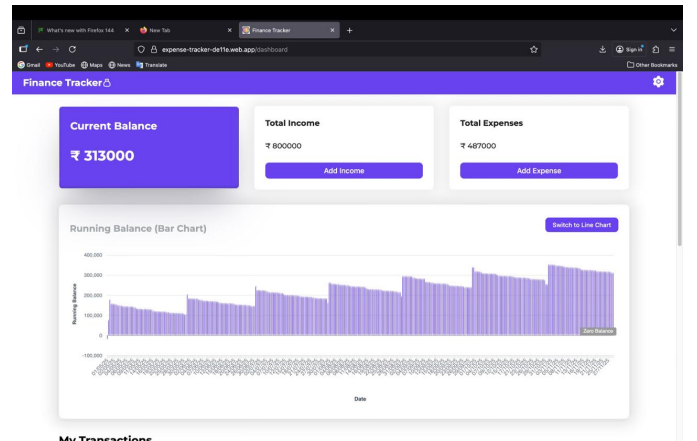 What's new with Firefox 144
New Tab
Finance Tracker
expense-tracker-de11e.web.app/dashboard
Sign in
Gmail YouTube Maps News Translate
Other Bookmarks
Finance Tracker
Current Balance
₹ 313000
Total Income
₹ 800000
Add Income
Total Expenses
₹ 487000
Add Expense
Running Balance (Bar Chart)
Switch to Line Chart
400,000
300,000
200,000
100,000
0
-100,000
Running Balance
Zero Balance
Date
My Transactions